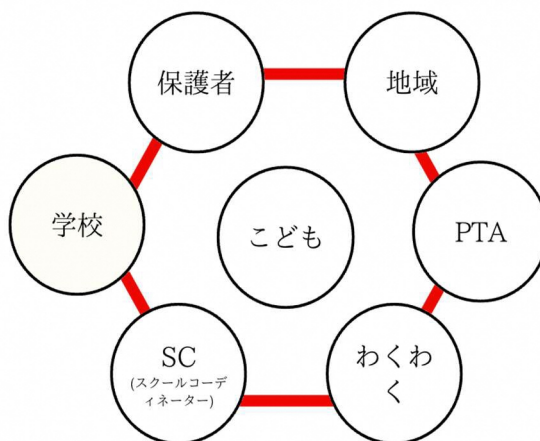 保護者
地域
学校
こども
PTA
SC
(スクールコーデ
ィネーター)
わくわ
く